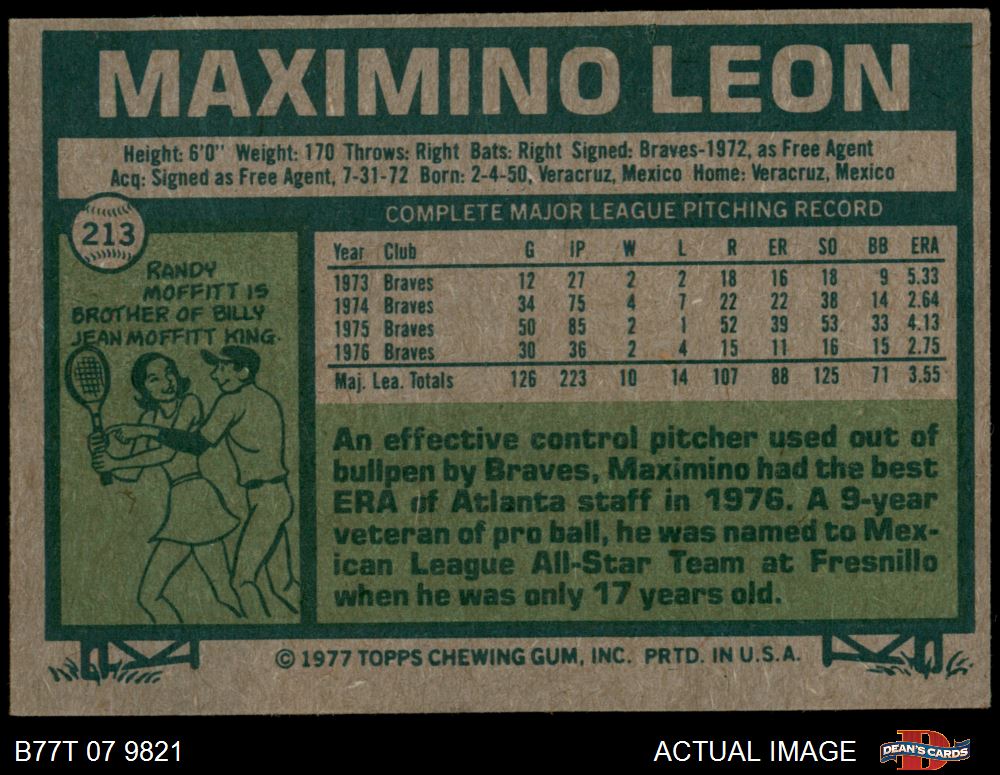 MAXIMINO LEON
Height: 6'0" Weight: 170 Throws: Right Bats: Right Signed: Braves-1972, as Free Agent
Acq: Signed as Free Agent, 7-31-72 Born: 2-4-50, Veracruz, Mexico Home: Veracruz, Mexico
213
RANDY
MOFFITT IS
BROTHER OF BILLY
JEAN MOFFITT KING.
COMPLETE MAJOR LEAGUE PITCHING RECORD
Year Club G IP W L R ER SO BB ERA
1973 Braves 12 27 2 2 18 16 18 9 5.33
1974 Braves 34 75 4 7 22 22 38 14 2.64
1975 Braves 50 85 2 1 52 39 53 33 4.13
1976 Braves 30 36 2 4 15 11 16 15 2.75
Maj. Lea. Totals 126 223 10 14 107 88 125 71 3.55
An effective control pitcher used out of
bullpen by Braves, Maximino had the best
ERA of Atlanta staff in 1976. A 9-year
veteran of pro ball, he was named to Mex-
ican League All-Star Team at Fresnillo
when he was only 17 years old.
© 1977 TOPPS CHEWING GUM, INC. PRTD. IN U.S.A.
B77T 07 9821
ACTUAL IMAGE
DEAN'S CARDS